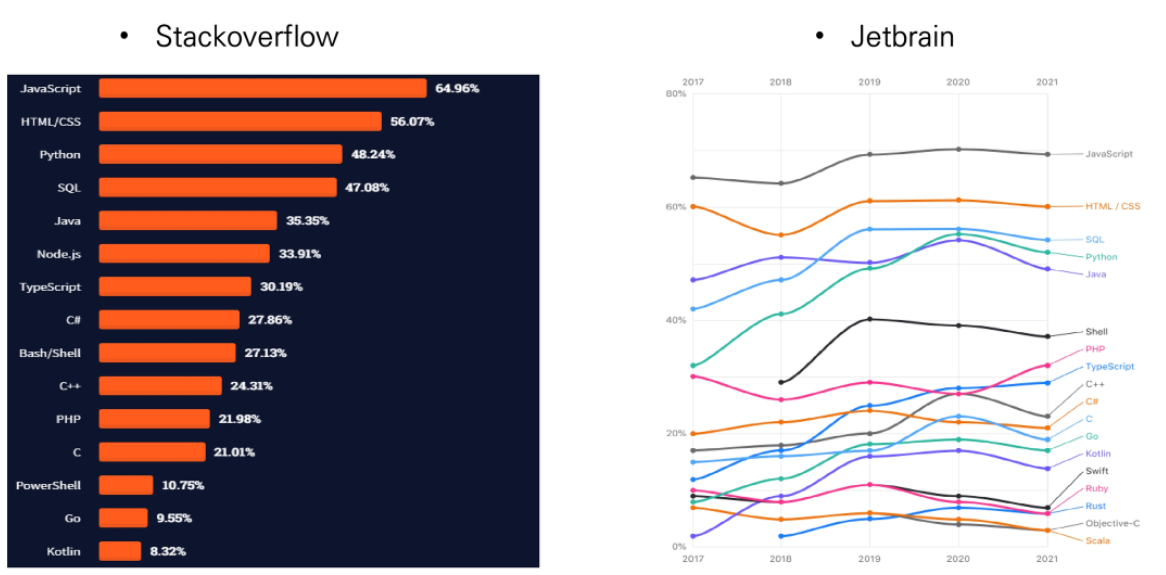 • Stackoverflow
JavaScript 64.96%
HTML/CSS 56.07%
Python 48.24%
SQL 47.08%
Java 35.35%
Node.js 33.91%
TypeScript 30.19%
C# 27.86%
Bash/Shell 27.13%
C++ 24.31%
PHP 21.98%
C 21.01%
PowerShell 10.75%
Go 9.55%
Kotlin 8.32%
• Jetbrain
2017 2018 2019 2020 2021
80%
60%
40%
20%
0%
JavaScript
HTML / CSS
SQL
Python
Java
Shell
PHP
TypeScript
C++
C#
C
Go
Kotlin
Swift
Ruby
Rust
Objective-C
Scala
2017 2018 2019 2020 2021